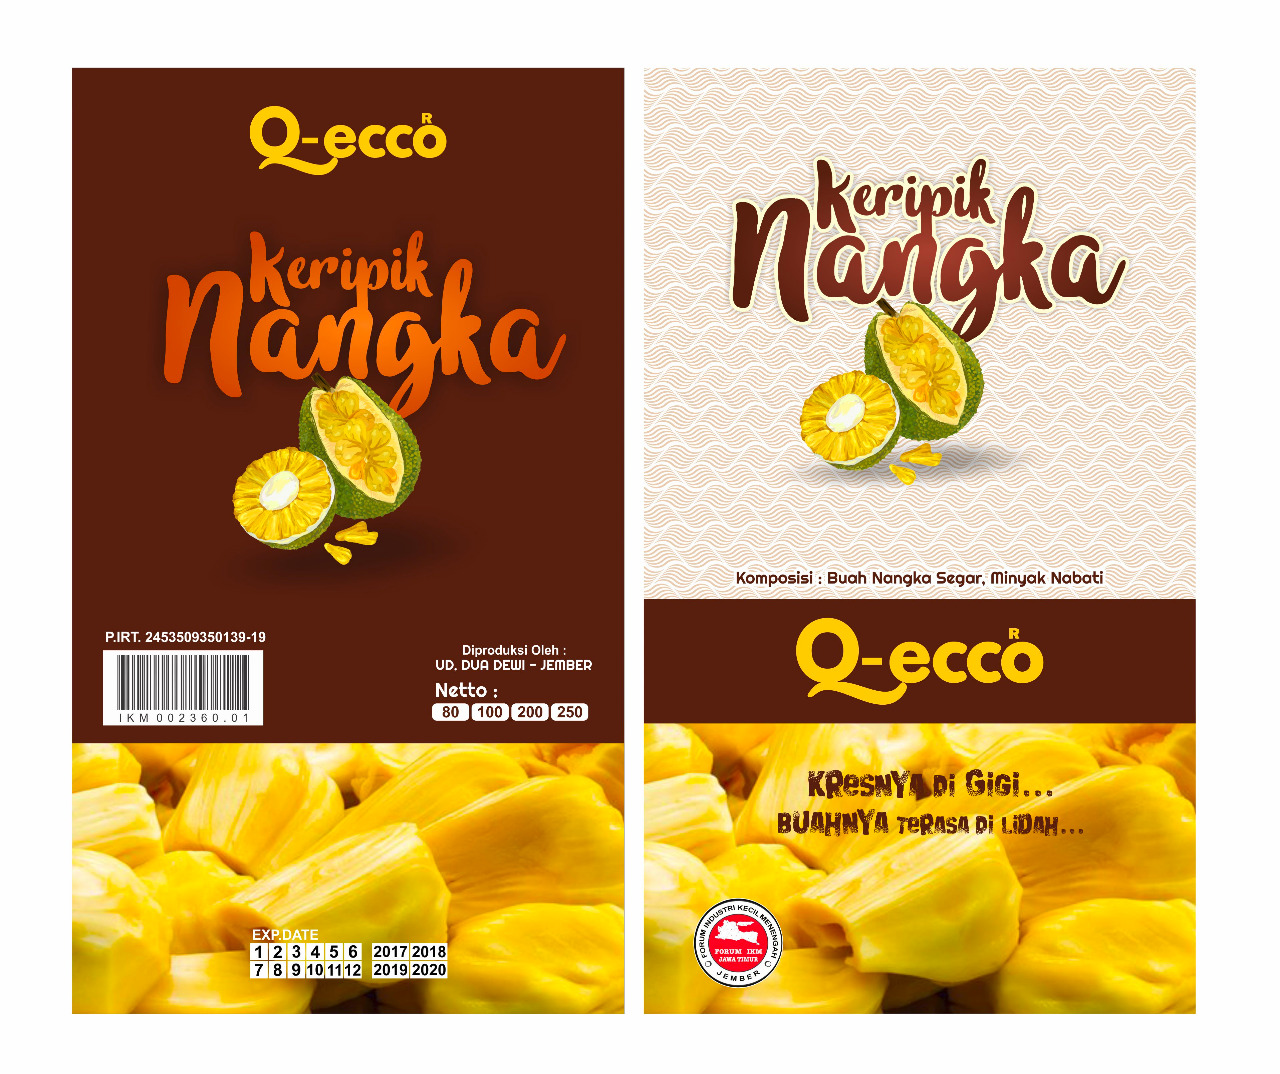 Q-ecco R
Keripik
Nangka
P.IRT. 2453509350139-19
IKM 002360.01
Diproduksi Oleh :
UD. DUA DEWI - JEMBER
Netto :
80 100 200 250
EXP.DATE
1 2 3 4 5 6 2017 2018
7 8 9 10 11 12 2019 2020
Keripik
Nangka
Komposisi : Buah Nangka Segar, Minyak Nabati
Q-ecco R
KResNYA Di GiGi...
BUAHNYA TeRASA Di LiDAH...
FORUM INDUSTRI KECIL MENENGAH
FORUM IKM
JAWA TIMUR
JEMBER